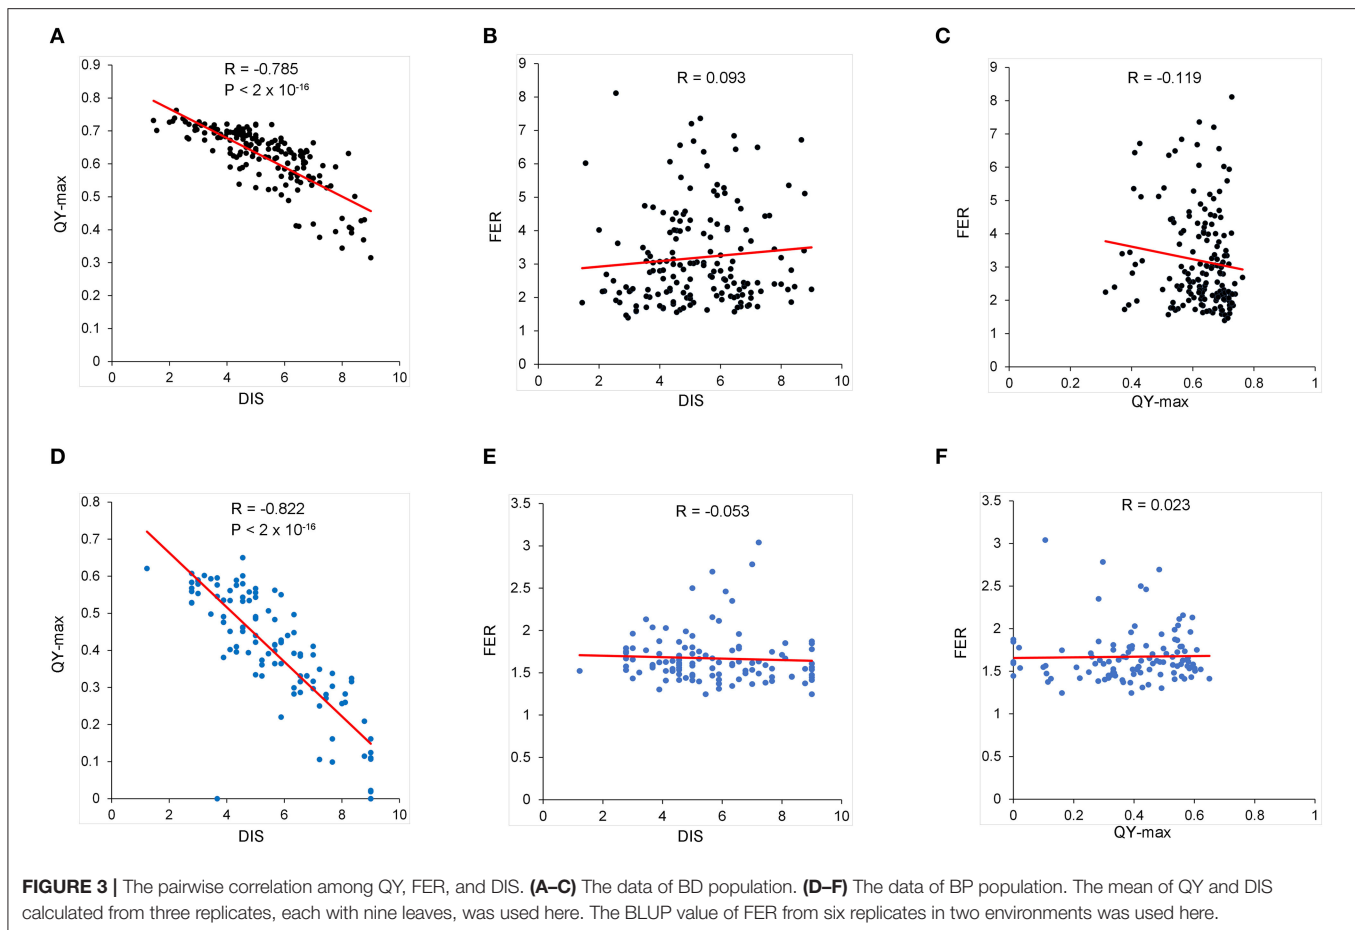 A
R = -0.785
P < 2 x 10-16
0.9
0.8
0.7
0.6
0.5
0.4
0.3
0.2
0.1
0
QY-max
0 2 4 6 8 10
DIS
B
R = 0.093
9
8
7
6
5
4
3
2
1
0
FER
0 2 4 6 8 10
DIS
C
R = -0.119
9
8
7
6
5
4
3
2
1
0
FER
0 0.2 0.4 0.6 0.8 1
QY-max
D
R = -0.822
P < 2 x 10-16
0.8
0.7
0.6
0.5
0.4
0.3
0.2
0.1
0
QY-max
0 2 4 6 8 10
DIS
E
R = -0.053
3.5
3
2.5
2
1.5
1
0.5
0
FER
0 2 4 6 8 10
DIS
F
R = 0.023
3.5
3
2.5
2
1.5
1
0.5
0
FER
0 0.2 0.4 0.6 0.8 1
QY-max
FIGURE 3 | The pairwise correlation among QY, FER, and DIS. (A–C) The data of BD population. (D–F) The data of BP population. The mean of QY and DIS
calculated from three replicates, each with nine leaves, was used here. The BLUP value of FER from six replicates in two environments was used here.